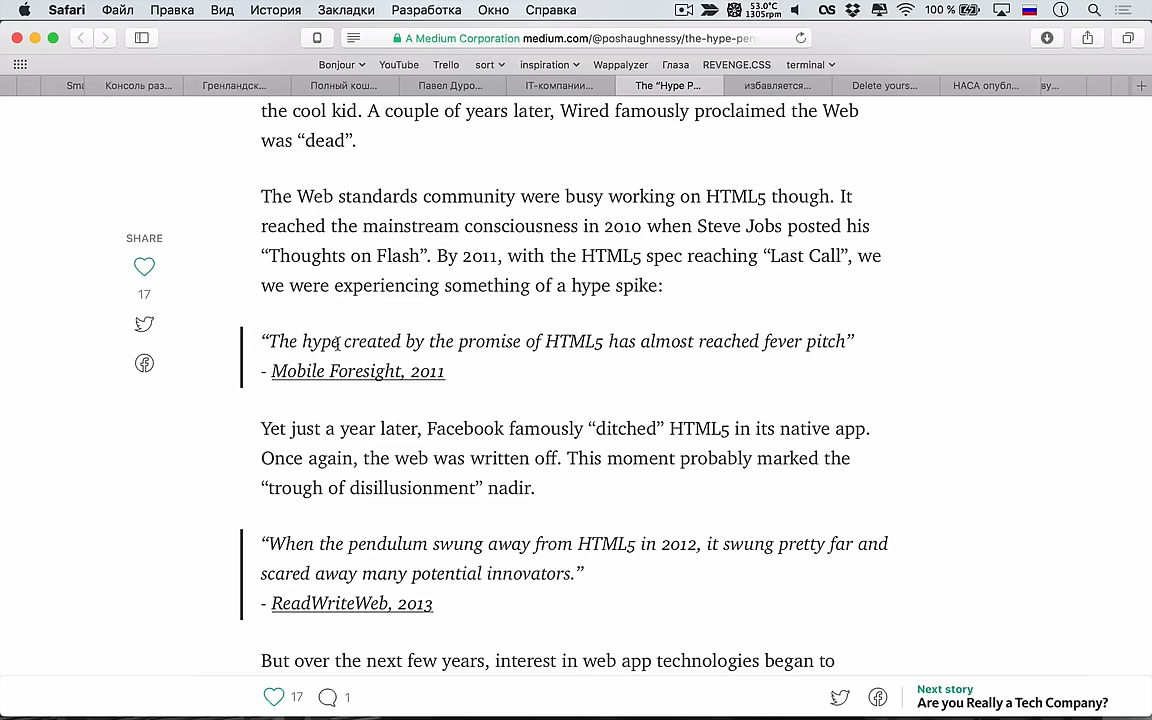 Safari Файл Правка Вид История Закладки Разработка Окно Справка 53.0°C 1305rpm 100 %
A Medium Corporation medium.com/@poshaughnessy/the-hype-pen
Bonjour YouTube Trello sort inspiration Wappalyzer Глаза REVENGE.CSS terminal
Sma Консоль раз... Гренландск... Полный кош... Павел Дуро... IT-компании... The “Hype P... избавляется... Delete yours... НАСА опубл... ву...
the cool kid. A couple of years later, Wired famously proclaimed the Web
was “dead”.
The Web standards community were busy working on HTML5 though. It
reached the mainstream consciousness in 2010 when Steve Jobs posted his
“Thoughts on Flash”. By 2011, with the HTML5 spec reaching “Last Call”, we
we were experiencing something of a hype spike:
SHARE
17
“The hype created by the promise of HTML5 has almost reached fever pitch”
- Mobile Foresight, 2011
Yet just a year later, Facebook famously “ditched” HTML5 in its native app.
Once again, the web was written off. This moment probably marked the
“trough of disillusionment” nadir.
“When the pendulum swung away from HTML5 in 2012, it swung pretty far and
scared away many potential innovators.”
- ReadWriteWeb, 2013
But over the next few years, interest in web app technologies began to
17 1
Next story
Are you Really a Tech Company?